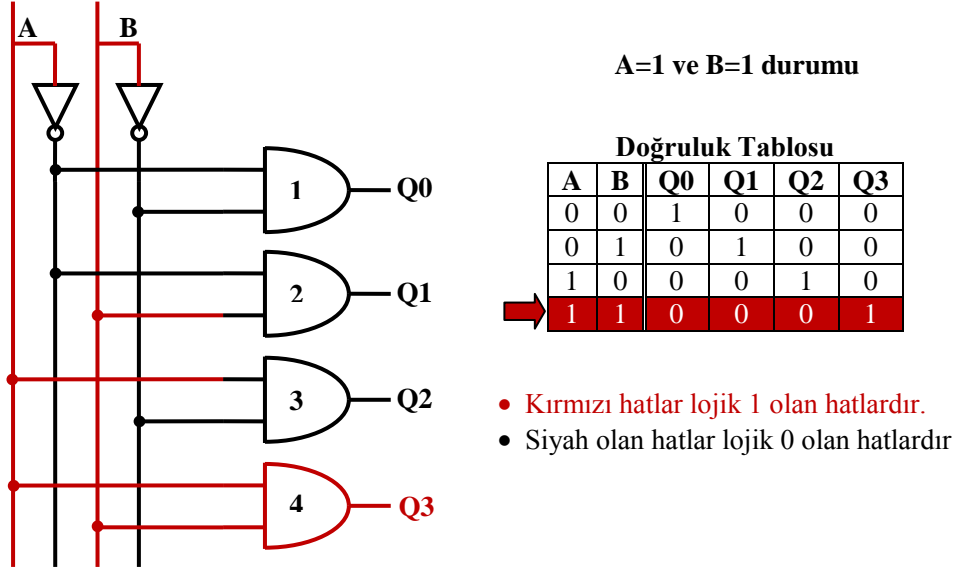 A B
A=1 ve B=1 durumu
1 Q0
2 Q1
3 Q2
4 Q3
Doğruluk Tablosu
A B Q0 Q1 Q2 Q3
0 0 1 0 0 0
0 1 0 1 0 0
1 0 0 0 1 0
1 1 0 0 0 1
• Kırmızı hatlar lojik 1 olan hatlardır.
• Siyah olan hatlar lojik 0 olan hatlardır